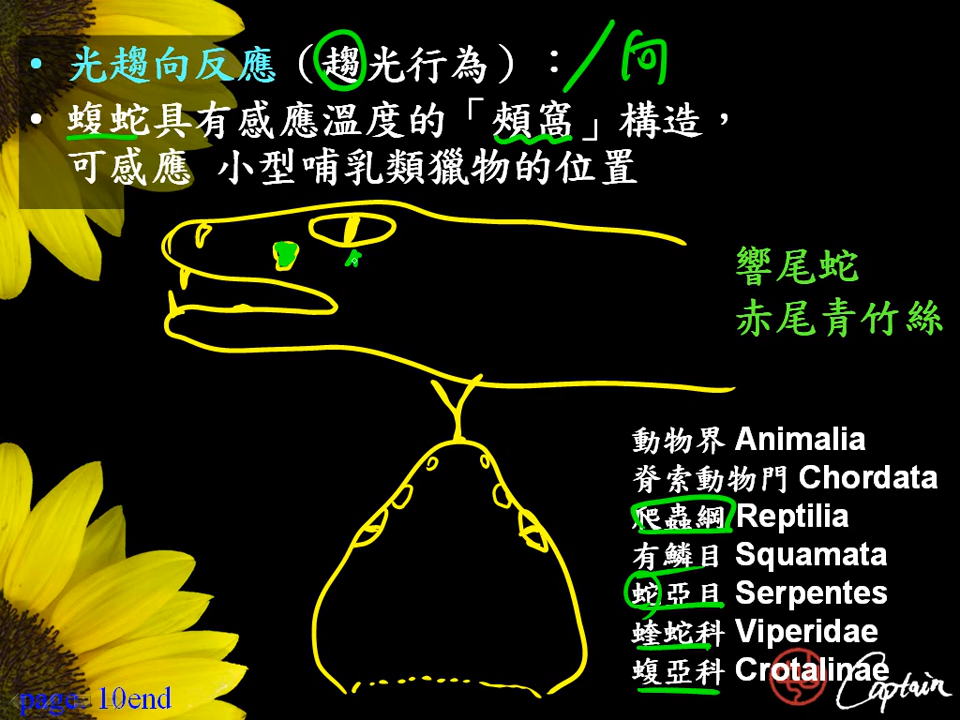 • 光趨向反應（趨光行為）：/向
• 蝮蛇具有感應溫度的「頰窩」構造，
可感應 小型哺乳類獵物的位置
響尾蛇
赤尾青竹絲
動物界 Animalia
脊索動物門 Chordata
爬蟲綱 Reptilia
有鱗目 Squamata
蛇亞目 Serpentes
蝰蛇科 Viperidae
蝮亞科 Crotalinae
Captain
page: 10end